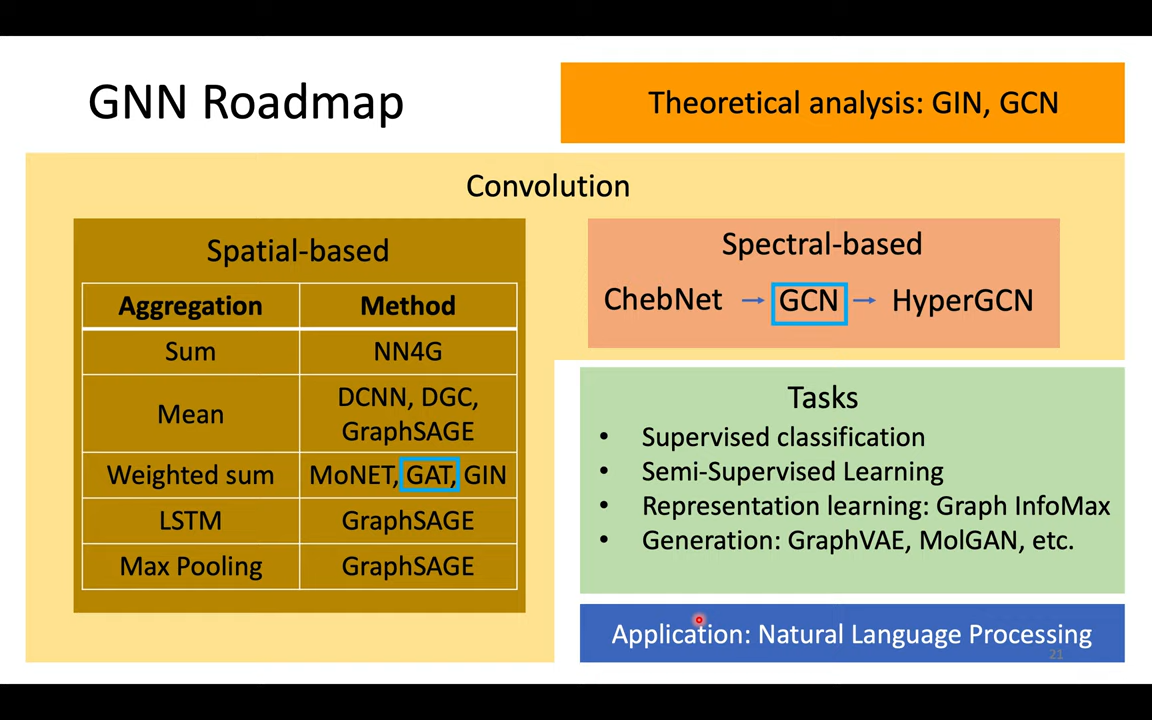 GNN Roadmap
Theoretical analysis: GIN, GCN
Convolution
Spatial-based
Aggregation Method
Sum NN4G
Mean DCNN, DGC,
GraphSAGE
Weighted sum MoNET, GAT, GIN
LSTM GraphSAGE
Max Pooling GraphSAGE
Spectral-based
ChebNet → GCN → HyperGCN
Tasks
• Supervised classification
• Semi-Supervised Learning
• Representation learning: Graph InfoMax
• Generation: GraphVAE, MolGAN, etc.
Application: Natural Language Processing
21